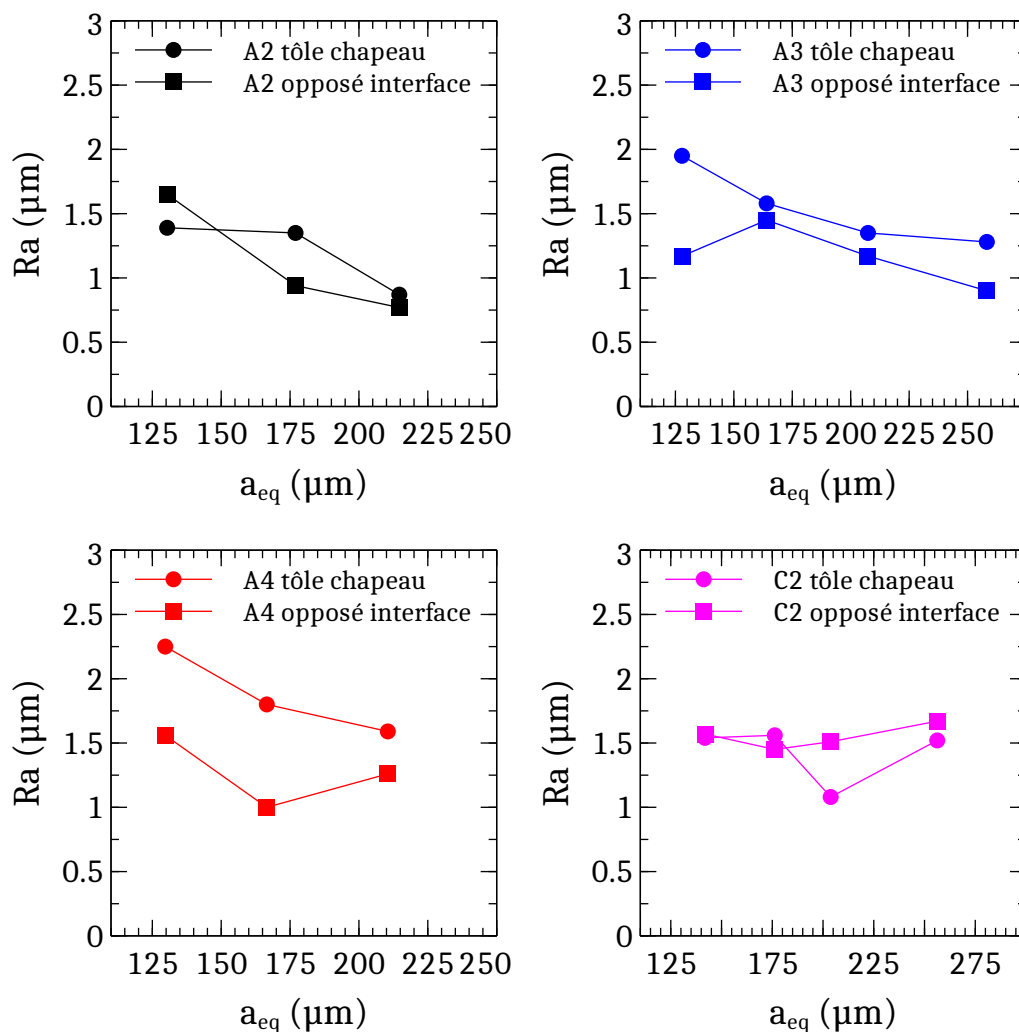 3
2.5
2
1.5
1
0.5
0
Ra (µm)
A2 tôle chapeau
A2 opposé interface
125 150 175 200 225 250
a_eq (µm)
3
2.5
2
1.5
1
0.5
0
Ra (µm)
A3 tôle chapeau
A3 opposé interface
125 150 175 200 225 250
a_eq (µm)
3
2.5
2
1.5
1
0.5
0
Ra (µm)
A4 tôle chapeau
A4 opposé interface
125 150 175 200 225 250
a_eq (µm)
3
2.5
2
1.5
1
0.5
0
Ra (µm)
C2 tôle chapeau
C2 opposé interface
125 175 225 275
a_eq (µm)